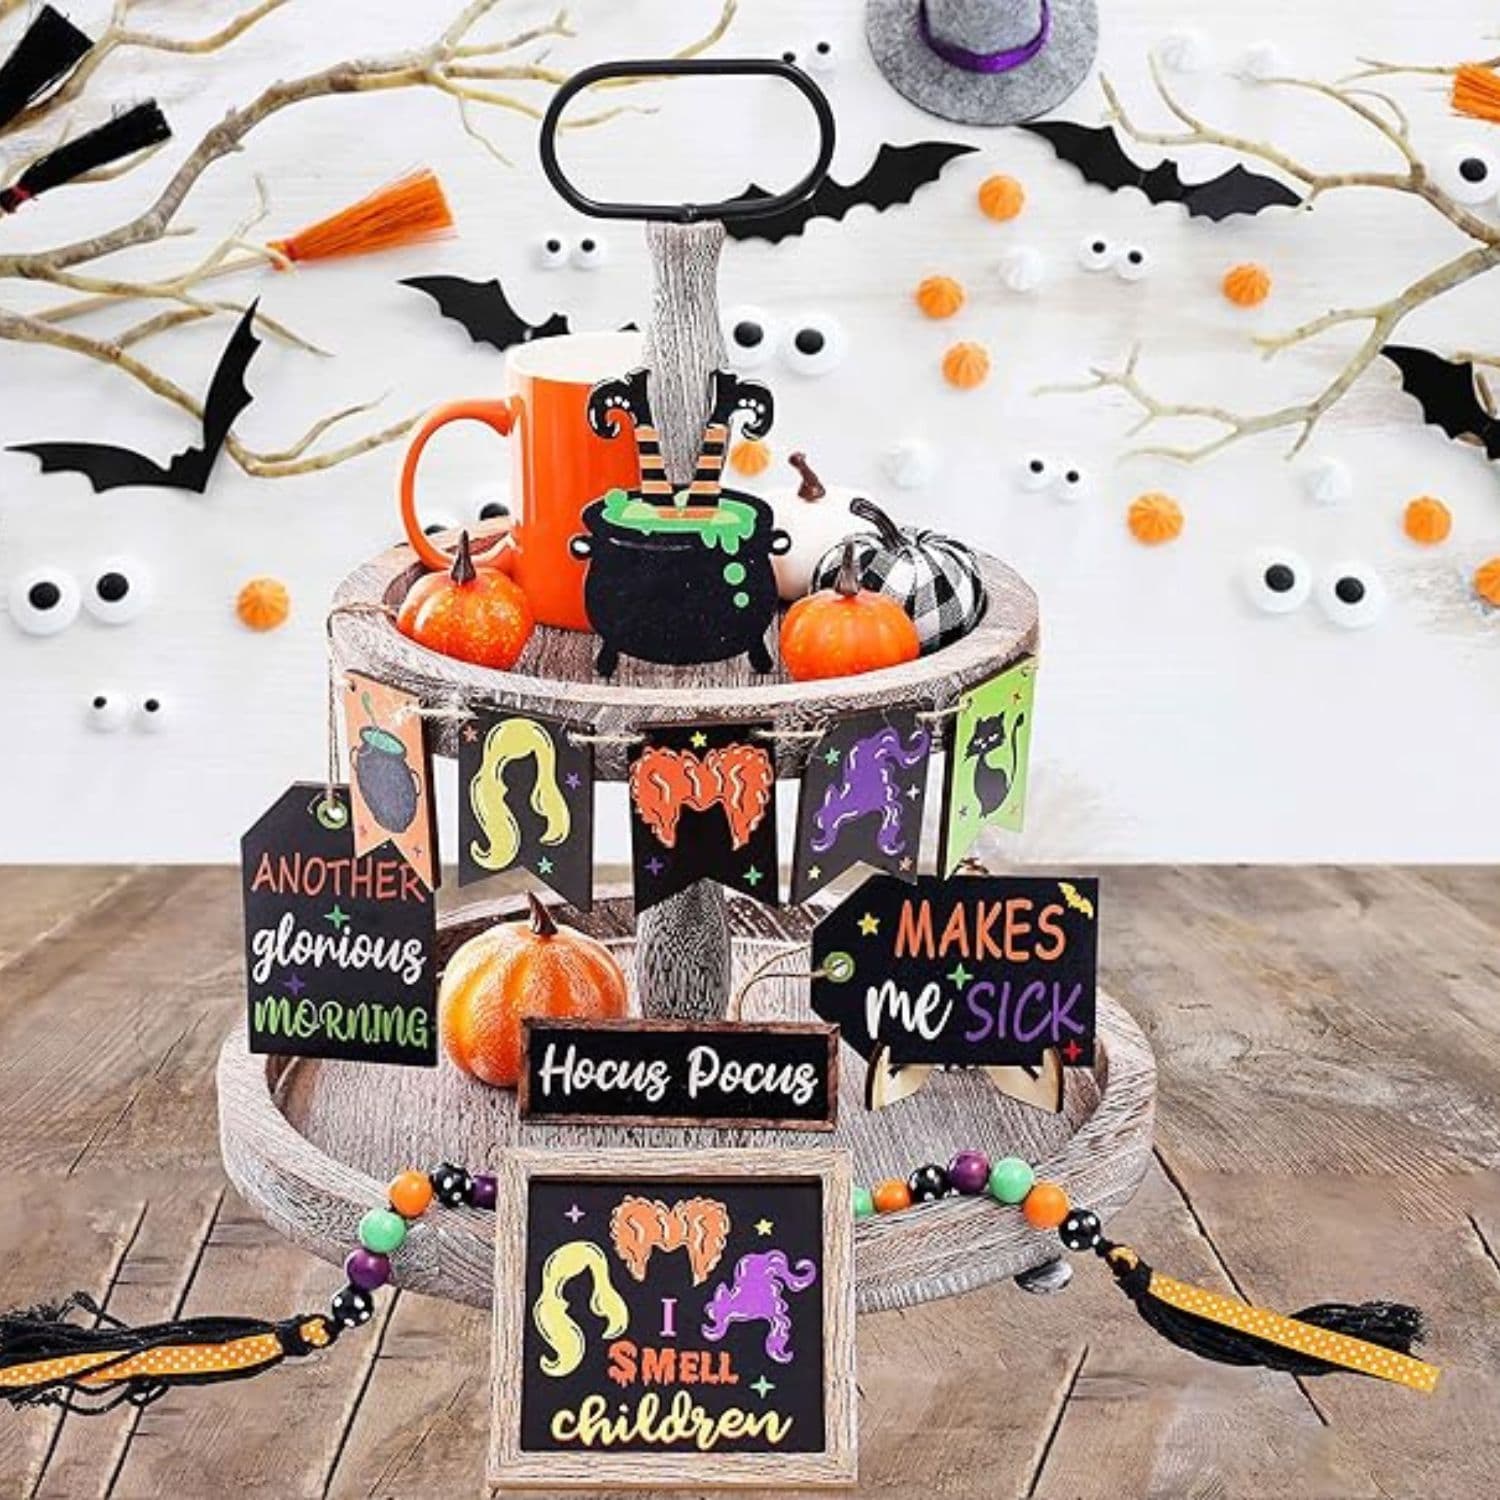 ANOTHER
glorious
MORNING
MAKES
me SICK
Hocus Pocus
I
SMELL
children